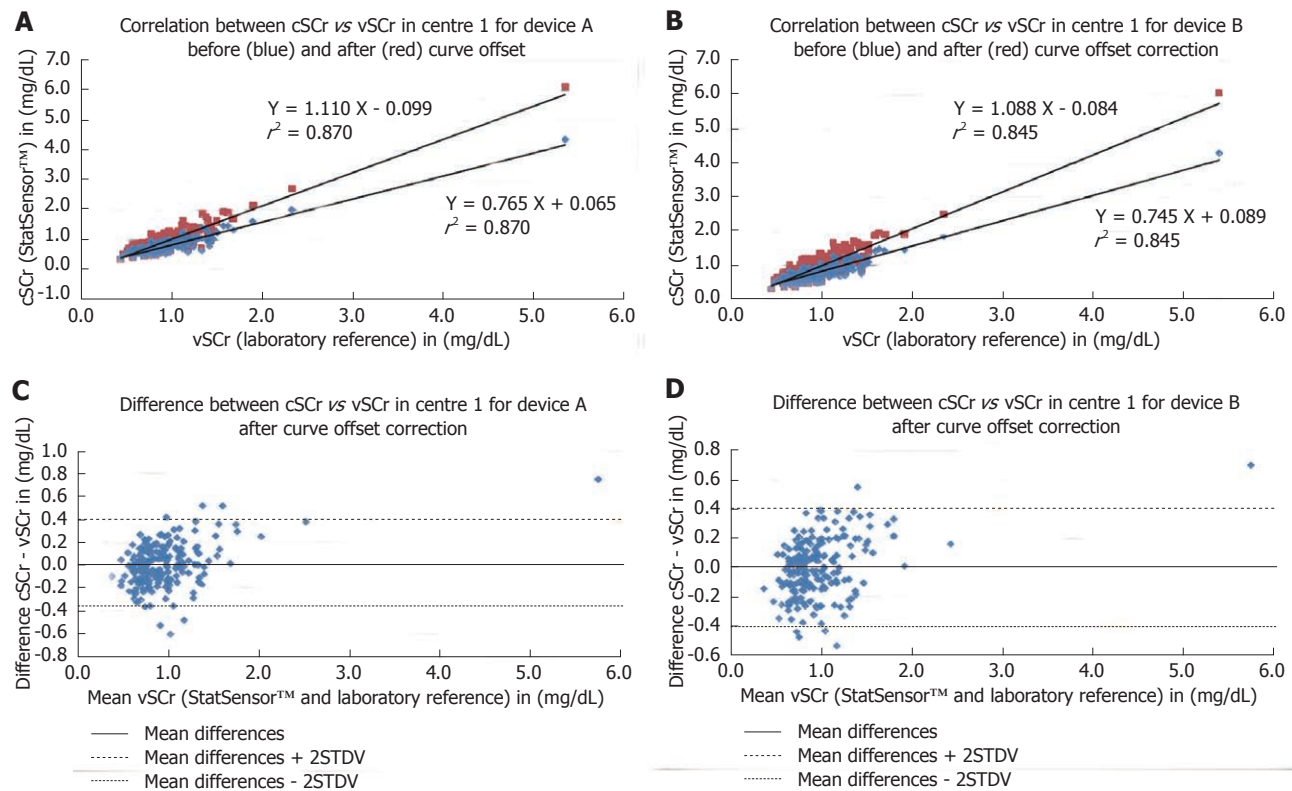 A
Correlation between cSCr vs vSCr in centre 1 for device A
before (blue) and after (red) curve offset
cSCr (StatSensor™) in (mg/dL)
7.0
6.0
5.0
4.0
3.0
2.0
1.0
0.0
-1.0
Y = 1.110 X - 0.099
r² = 0.870
Y = 0.765 X + 0.065
r² = 0.870
0.0 1.0 2.0 3.0 4.0 5.0 6.0
vSCr (laboratory reference) in (mg/dL)
B
Correlation between cSCr vs vSCr in centre 1 for device B
before (blue) and after (red) curve offset correction
cSCr (StatSensor™) in (mg/dL)
7.0
6.0
5.0
4.0
3.0
2.0
1.0
0.0
Y = 1.088 X - 0.084
r² = 0.845
Y = 0.745 X + 0.089
r² = 0.845
0.0 1.0 2.0 3.0 4.0 5.0 6.0
vSCr (laboratory reference) in (mg/dL)
C
Difference between cSCr vs vSCr in centre 1 for device A
after curve offset correction
Difference cSCr - vSCr in (mg/dL)
1.0
0.8
0.6
0.4
0.2
0.0
-0.2
-0.4
-0.6
-0.8
0.0 1.0 2.0 3.0 4.0 5.0 6.0
Mean vSCr (StatSensor™ and laboratory reference) in (mg/dL)
Mean differences
Mean differences + 2STDV
Mean differences - 2STDV
D
Difference between cSCr vs vSCr in centre 1 for device B
after curve offset correction
Difference cSCr - vSCr in (mg/dL)
0.8
0.6
0.4
0.2
0.0
-0.2
-0.4
-0.6
0.0 1.0 2.0 3.0 4.0 5.0 6.0
Mean vSCr (StatSensor™ and laboratory reference) in (mg/dL)
Mean differences
Mean differences + 2STDV
Mean differences - 2STDV